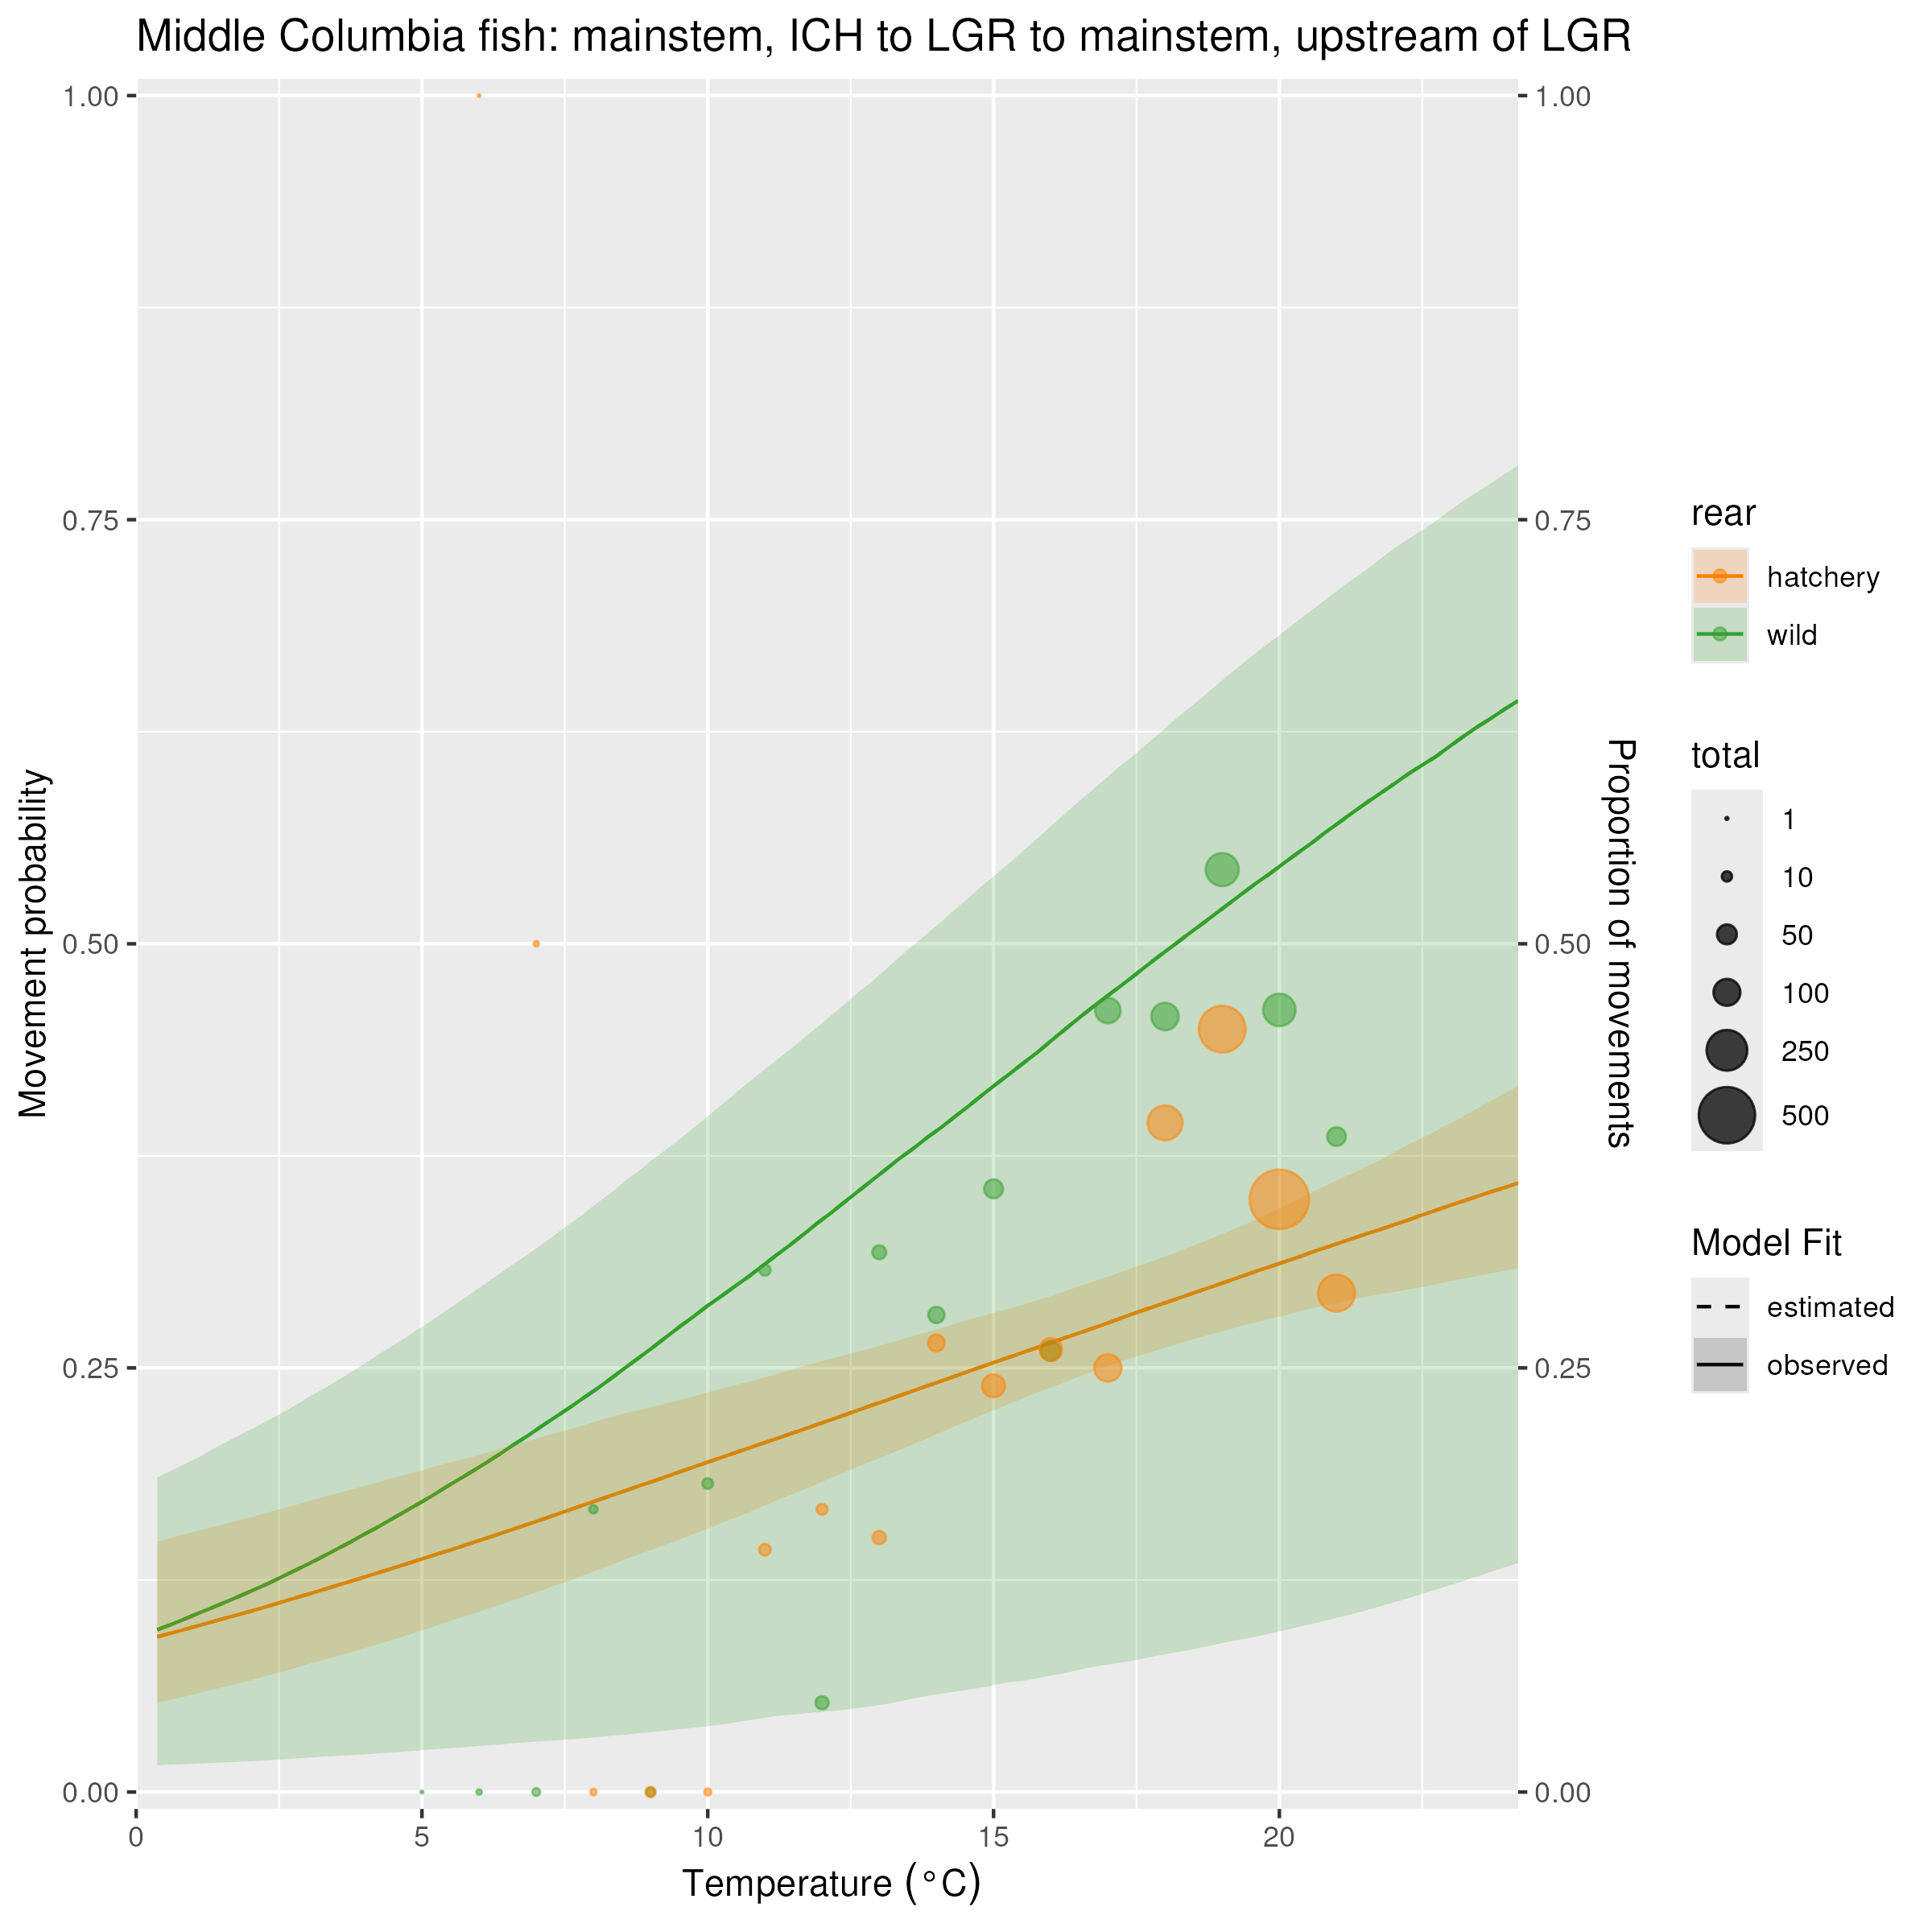 Middle Columbia fish: mainstem, ICH to LGR to mainstem, upstream of LGR
Movement probability
1.00
0.75
0.50
0.25
0.00
0
5
10
15
20
Temperature (°C)
1.00
0.75
0.50
0.25
0.00
Proportion of movements
rear
hatchery
wild
total
1
10
50
100
250
500
Model Fit
estimated
observed